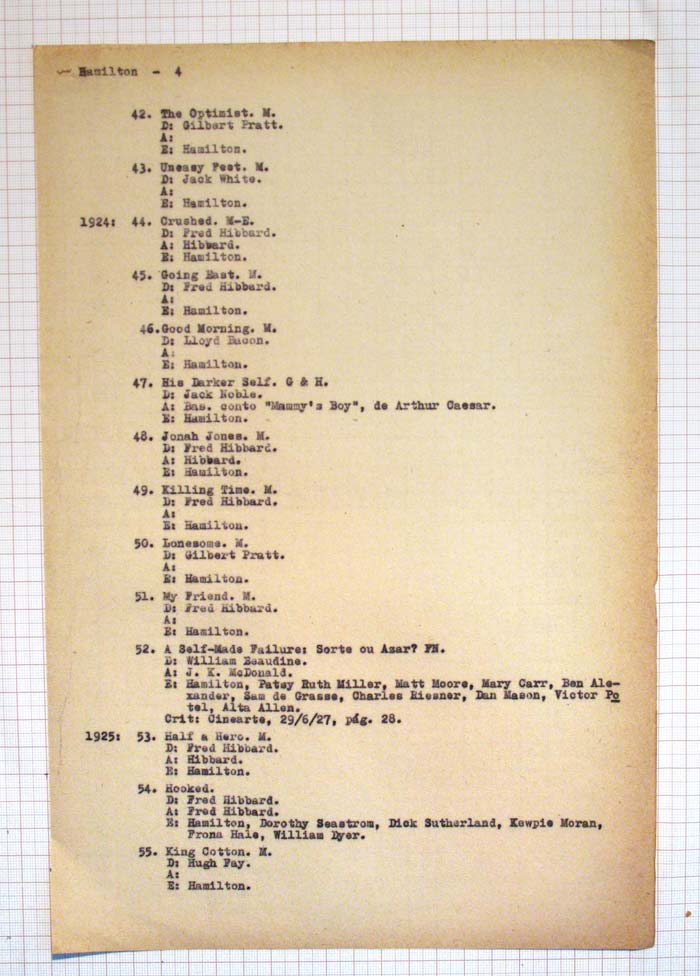 Hamilton - 4
42. The Optimist. M.
D: Gilbert Pratt.
A:
E: Hamilton.
43. Uneasy Feet. M.
D: Jack White.
A:
E: Hamilton.
1924: 44. Crushed. M-E.
D: Fred Hibbard.
A: Hibbard.
E: Hamilton.
45. Going East. M.
D: Fred Hibbard.
A:
E: Hamilton.
46. Good Morning. M.
D: Lloyd Bacon.
A:
E: Hamilton.
47. His Darker Self. G & H.
D: Jack Noble.
A: Bas. conto "Mammy's Boy", de Arthur Caesar.
E: Hamilton.
48. Jonah Jones. M.
D: Fred Hibbard.
A: Hibbard.
E: Hamilton.
49. Killing Time. M.
D: Fred Hibbard.
A:
E: Hamilton.
50. Lonesome. M.
D: Gilbert Pratt.
A:
E: Hamilton.
51. My Friend. M.
D: Fred Hibbard.
A:
E: Hamilton.
52. A Self-Made Failure: Sorte ou Azar? FN.
D: William Beaudine.
A: J. K. McDonald.
E: Hamilton, Patsy Ruth Miller, Matt Moore, Mary Carr, Ben Ale-
xander, Sam de Grasse, Charles Riesner, Dan Mason, Victor Po
tel, Alta Allen.
Crit: Cinearte, 29/6/27, pág. 28.
1925: 53. Half a Hero. M.
D: Fred Hibbard.
A: Hibbard.
E: Hamilton.
54. Hooked.
D: Fred Hibbard.
A: Fred Hibbard.
E: Hamilton, Dorothy Seastrom, Dick Sutherland, Kewpie Moran,
Frona Hale, William Dyer.
55. King Cotton. M.
D: Hugh Fay.
A:
E: Hamilton.